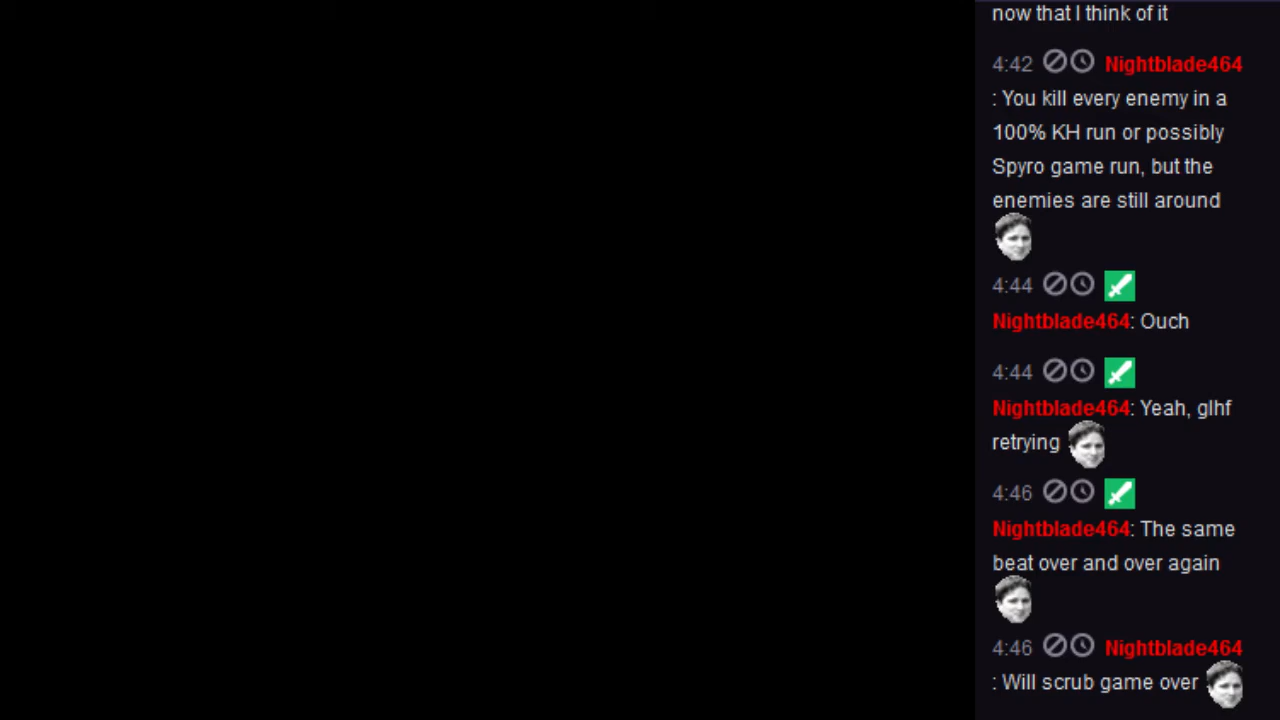 now that I think of it
4:42 Nightblade464
: You kill every enemy in a
100% KH run or possibly
Spyro game run, but the
enemies are still around
4:44
Nightblade464: Ouch
4:44
Nightblade464: Yeah, glhf
retrying
4:46
Nightblade464: The same
beat over and over again
4:46 Nightblade464
: Will scrub game over